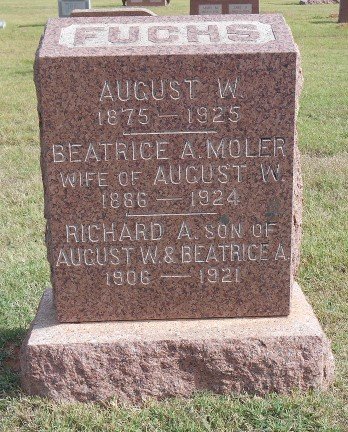 FUCHS
AUGUST W.
1875 — 1925
BEATRICE A. MOLER
WIFE OF AUGUST W.
1886 — 1924
RICHARD A. SON OF
AUGUST W. & BEATRICE A.
1906 — 1921